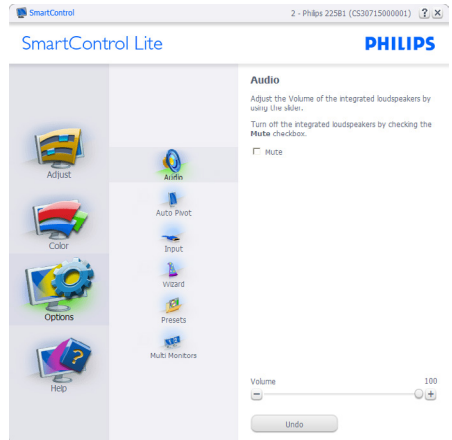 SmartControl
2 - Philips 225B1 (CS30715000001)
?
×
SmartControl Lite
PHILIPS
Adjust
Color
Options
Help
?
Audio
Auto Pivot
Input
Wizard
Presets
1 2
Multi Monitors
Audio
Adjust the Volume of the integrated loudspeakers by
using the slider.
Turn off the integrated loudspeakers by checking the
Mute checkbox.
Mute
Volume
100
−
+
Undo